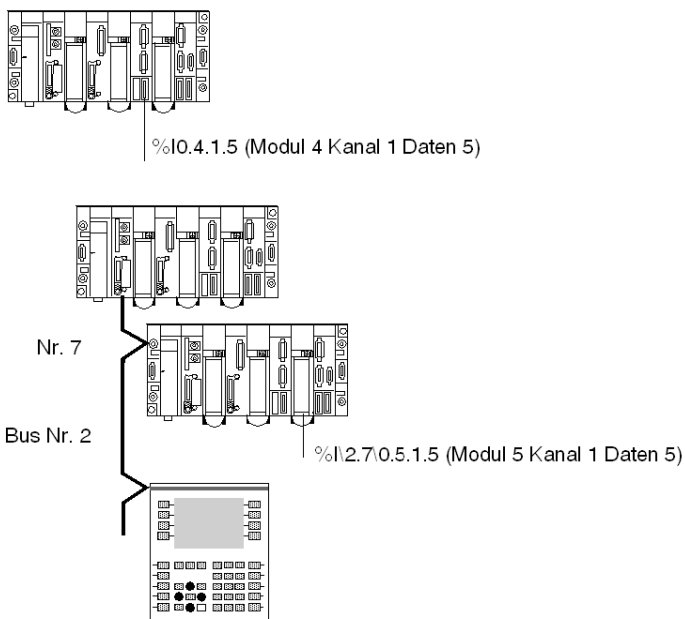 %I0.4.1.5 (Modul 4 Kanal 1 Daten 5)
Nr. 7
Bus Nr. 2
%I\2.7\0.5.1.5 (Modul 5 Kanal 1 Daten 5)